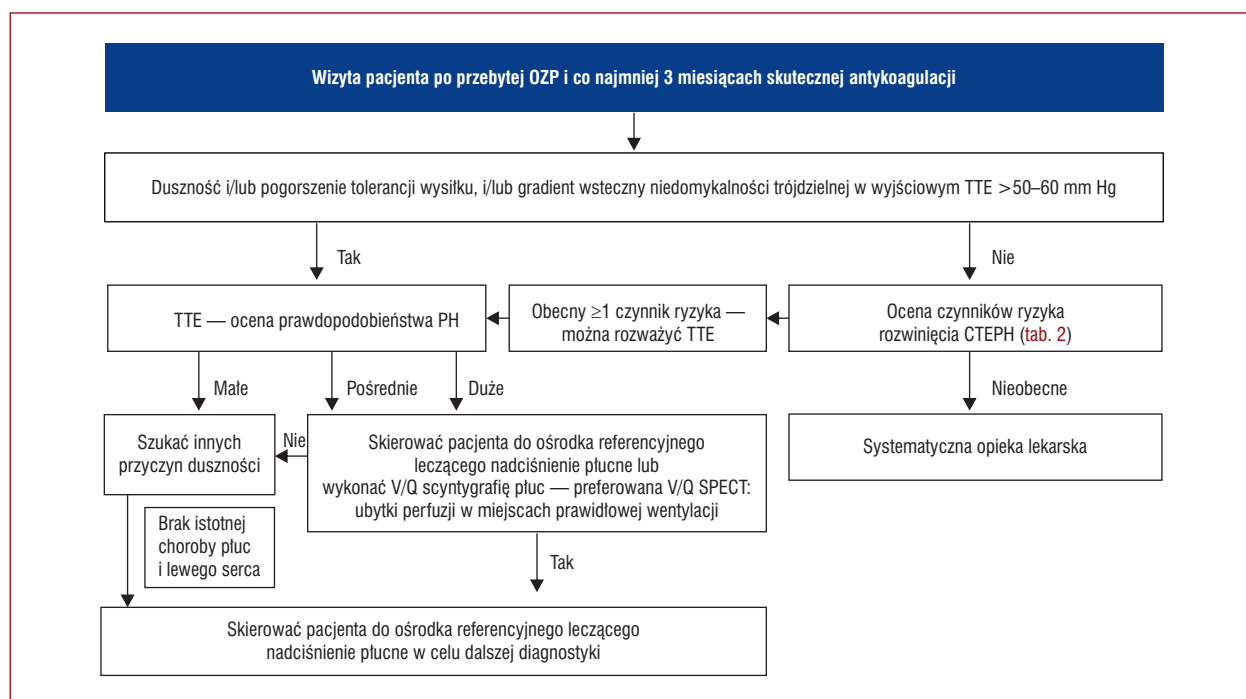 Wizyta pacjenta po przebytej OZP i co najmniej 3 miesiącach skutecznej antykoagulacji
Duszność i/lub pogorszenie tolerancji wysiłku, i/lub gradient wsteczny niedomykalności trójdzielnej w wyjściowym TTE >50–60 mm Hg
Tak
Nie
TTE — ocena prawdopodobieństwa PH
Obecny ≥1 czynnik ryzyka —
można rozważyć TTE
Ocena czynników ryzyka
rozwinięcia CTEPH (tab. 2)
Małe
Pośrednie
Duże
Nieobecne
Szukać innych
przyczyn duszności
Nie
Skierować pacjenta do ośrodka referencyjnego
leczącego nadciśnienie płucne lub
wykonać V/Q scyntygrafię płuc — preferowana V/Q SPECT:
ubytki perfuzji w miejscach prawidłowej wentylacji
Systematyczna opieka lekarska
Brak istotnej
choroby płuc
i lewego serca
Tak
Skierować pacjenta do ośrodka referencyjnego leczącego
nadciśnienie płucne w celu dalszej diagnostyki